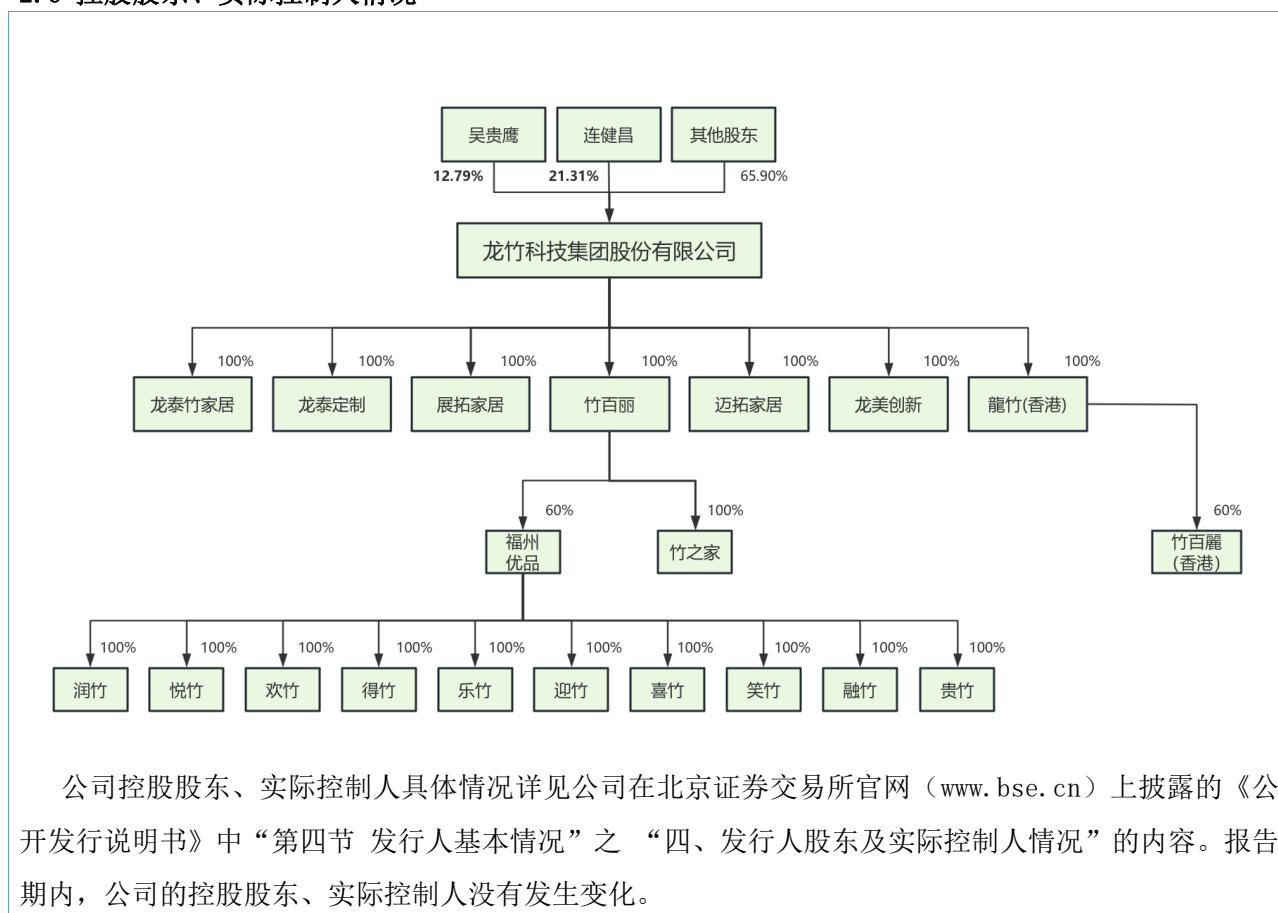 吴贵鹰 连健昌 其他股东
12.79% 21.31% 65.90%
龙竹科技集团股份有限公司
100% 100% 100% 100% 100% 100% 100%
龙泰竹家居 龙泰定制 展拓家居 竹百丽 迈拓家居 龙美创新 龍竹(香港)
60% 100% 60%
福州
优品
竹之家
竹百麗
(香港)
100% 100% 100% 100% 100% 100% 100% 100% 100% 100%
润竹 悦竹 欢竹 得竹 乐竹 迎竹 喜竹 笑竹 融竹 贵竹
公司控股股东、实际控制人具体情况详见公司在北京证券交易所官网（www.bse.cn）上披露的《公
开发行说明书》中“第四节 发行人基本情况”之 “四、发行人股东及实际控制人情况”的内容。报告
期内，公司的控股股东、实际控制人没有发生变化。